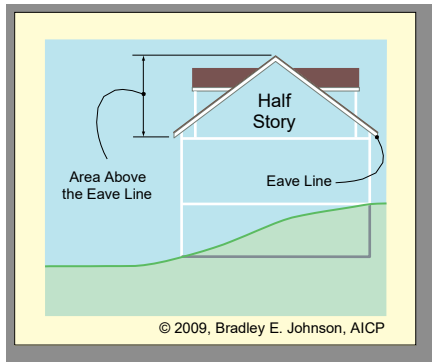 Half
Story
Area Above
the Eave Line
Eave Line
© 2009, Bradley E. Johnson, AICP